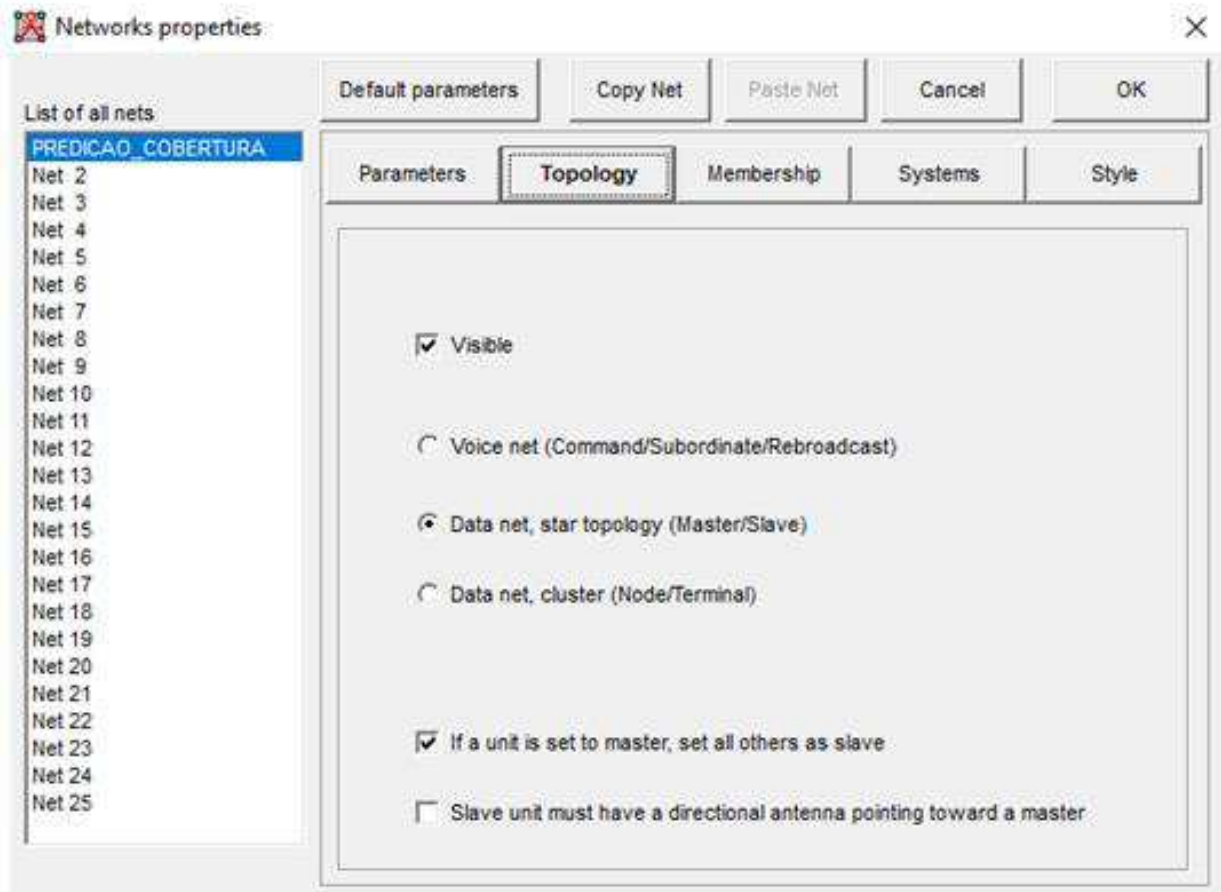 Networks properties
Default parameters
Copy Net
Paste Net
Cancel
OK
List of all nets
PREDICAO_COBERTURA
Net 2
Net 3
Net 4
Net 5
Net 6
Net 7
Net 8
Net 9
Net 10
Net 11
Net 12
Net 13
Net 14
Net 15
Net 16
Net 17
Net 18
Net 19
Net 20
Net 21
Net 22
Net 23
Net 24
Net 25
Parameters
Topology
Membership
Systems
Style
Visible
Voice net (Command/Subordinate/Rebroadcast)
Data net, star topology (Master/Slave)
Data net, cluster (Node/Terminal)
If a unit is set to master, set all others as slave
Slave unit must have a directional antenna pointing toward a master